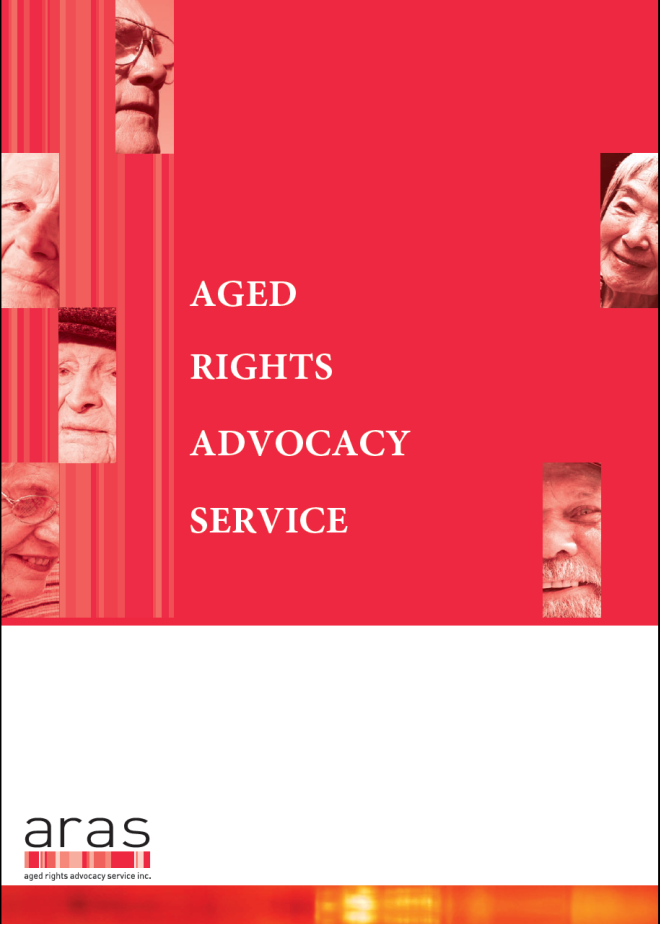 AGED
RIGHTS
ADVOCACY
SERVICE
aras
aged rights advocacy service inc.